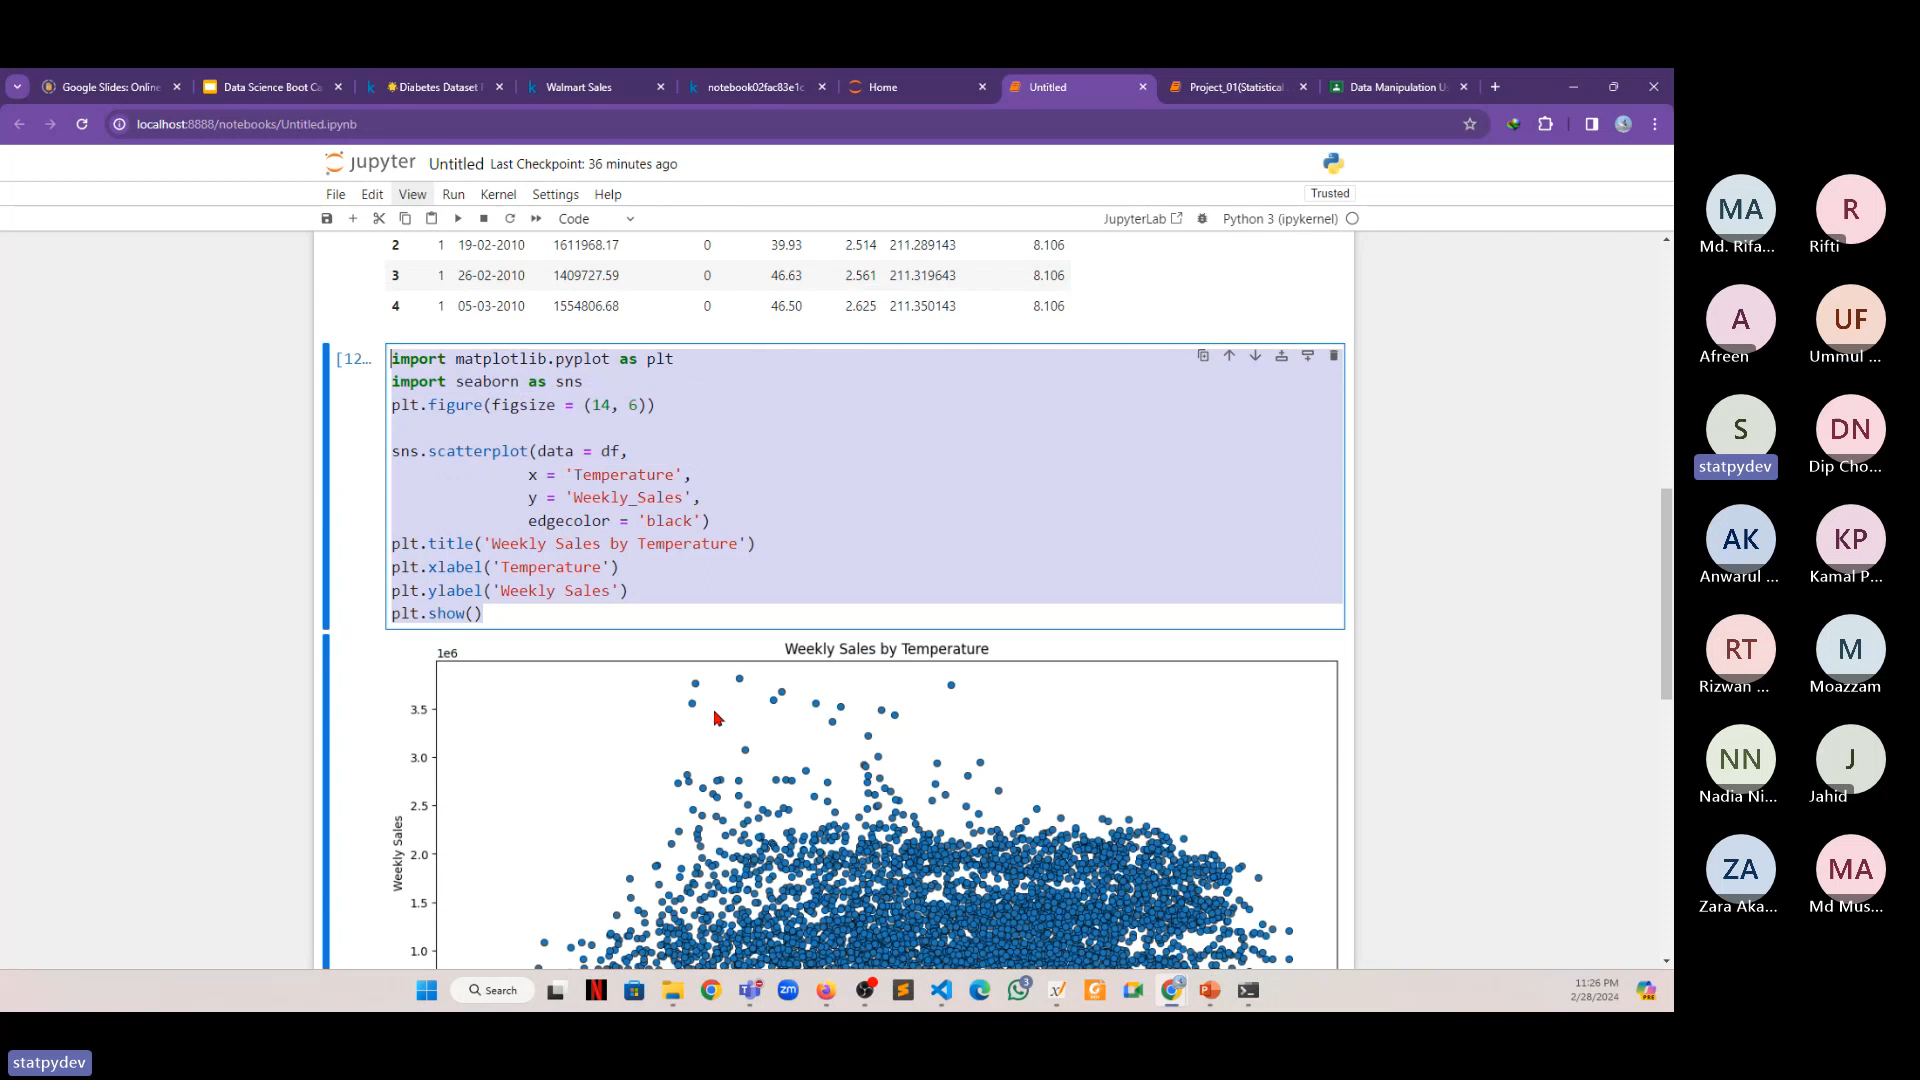 Google Slides: Online
Data Science Boot Ca
Diabetes Dataset
Walmart Sales
notebook02fac83e1c
Home
Untitled
Project_01(Statistical
Data Manipulation U
localhost:8888/notebooks/Untitled.ipynb
jupyter Untitled Last Checkpoint: 36 minutes ago
File Edit View Run Kernel Settings Help
Trusted
Code
JupyterLab
Python 3 (ipykernel)
2 1 19-02-2010 1611968.17 0 39.93 2.514 211.289143 8.106
3 1 26-02-2010 1409727.59 0 46.63 2.561 211.319643 8.106
4 1 05-03-2010 1554806.68 0 46.50 2.625 211.350143 8.106
[12...
import matplotlib.pyplot as plt
import seaborn as sns
plt.figure(figsize = (14, 6))
sns.scatterplot(data = df,
x = 'Temperature',
y = 'Weekly_Sales',
edgecolor = 'black')
plt.title('Weekly Sales by Temperature')
plt.xlabel('Temperature')
plt.ylabel('Weekly Sales')
plt.show()
Weekly Sales by Temperature
1e6
3.5
3.0
2.5
2.0
1.5
1.0
Weekly Sales
Search
zm
3
11:26 PM
2/28/2024
PRE
MA
Md. Rifa...
R
Rifti
A
Afreen
UF
Ummul ...
S
statpydev
DN
Dip Cho...
AK
Anwarul ...
KP
Kamal P...
RT
Rizwan ...
M
Moazzam
NN
Nadia Ni...
J
Jahid
ZA
Zara Aka...
MA
Md Mus...
statpydev